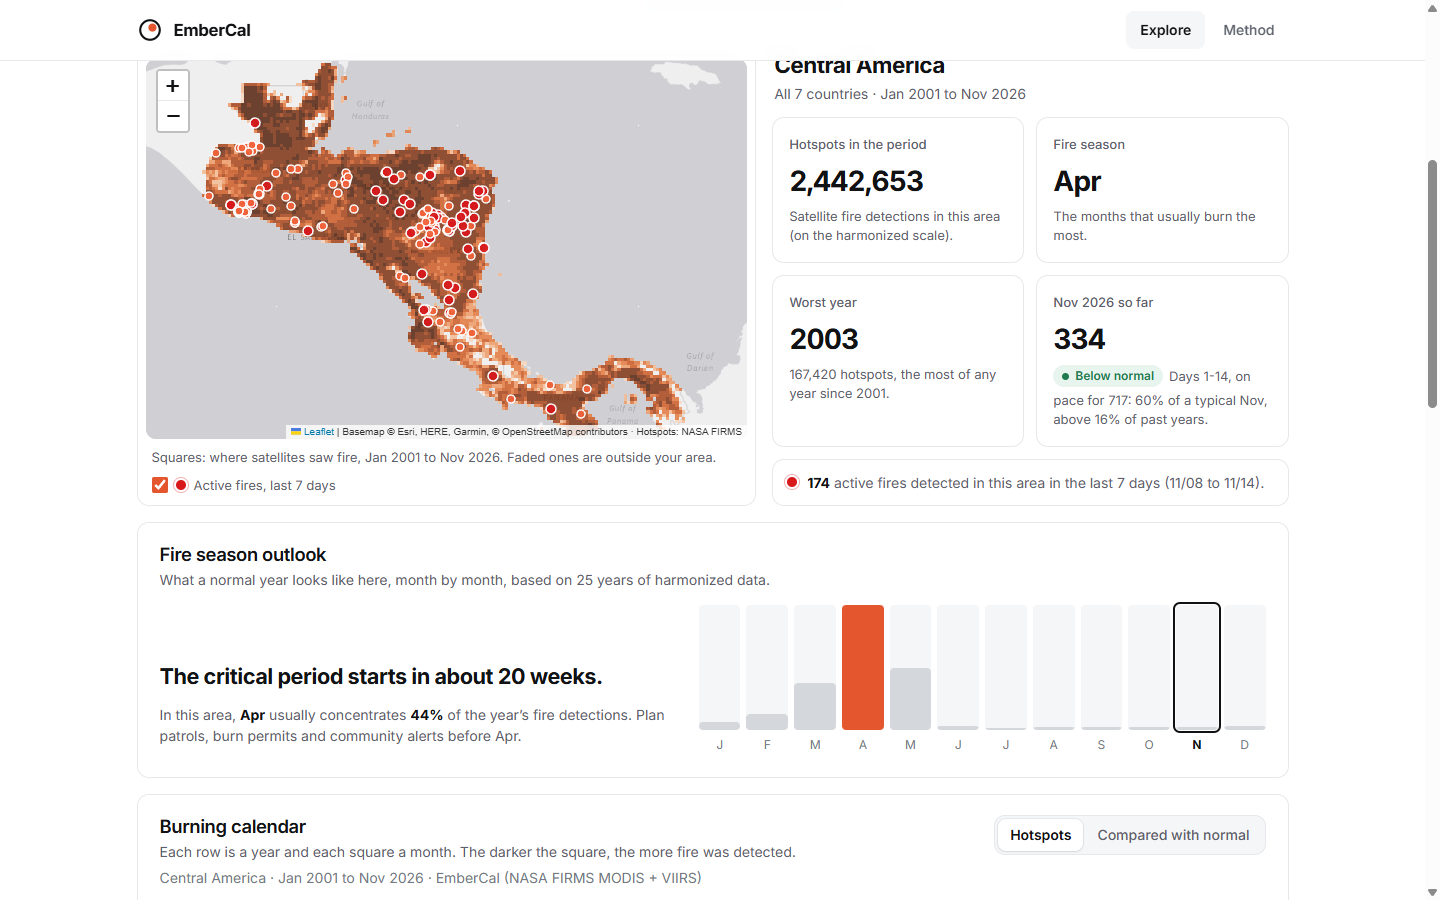 EmberCal
Explore
Method
+
−
Gulf of
Honduras
Gulf of
Darien
Gulf of
Leaflet | Basemap © Esri, HERE, Garmin, © OpenStreetMap contributors · Hotspots: NASA FIRMS
Squares: where satellites saw fire, Jan 2001 to Nov 2026. Faded ones are outside your area.
Active fires, last 7 days
Central America
All 7 countries · Jan 2001 to Nov 2026
Hotspots in the period
2,442,653
Satellite fire detections in this area
(on the harmonized scale).
Fire season
Apr
The months that usually burn the
most.
Worst year
2003
167,420 hotspots, the most of any
year since 2001.
Nov 2026 so far
334
Below normal Days 1-14, on
pace for 717: 60% of a typical Nov,
above 16% of past years.
174 active fires detected in this area in the last 7 days (11/08 to 11/14).
Fire season outlook
What a normal year looks like here, month by month, based on 25 years of harmonized data.
The critical period starts in about 20 weeks.
In this area, Apr usually concentrates 44% of the year’s fire detections. Plan
patrols, burn permits and community alerts before Apr.
J F M A M J J A S O N D
Burning calendar
Each row is a year and each square a month. The darker the square, the more fire was detected.
Central America · Jan 2001 to Nov 2026 · EmberCal (NASA FIRMS MODIS + VIIRS)
Hotspots
Compared with normal